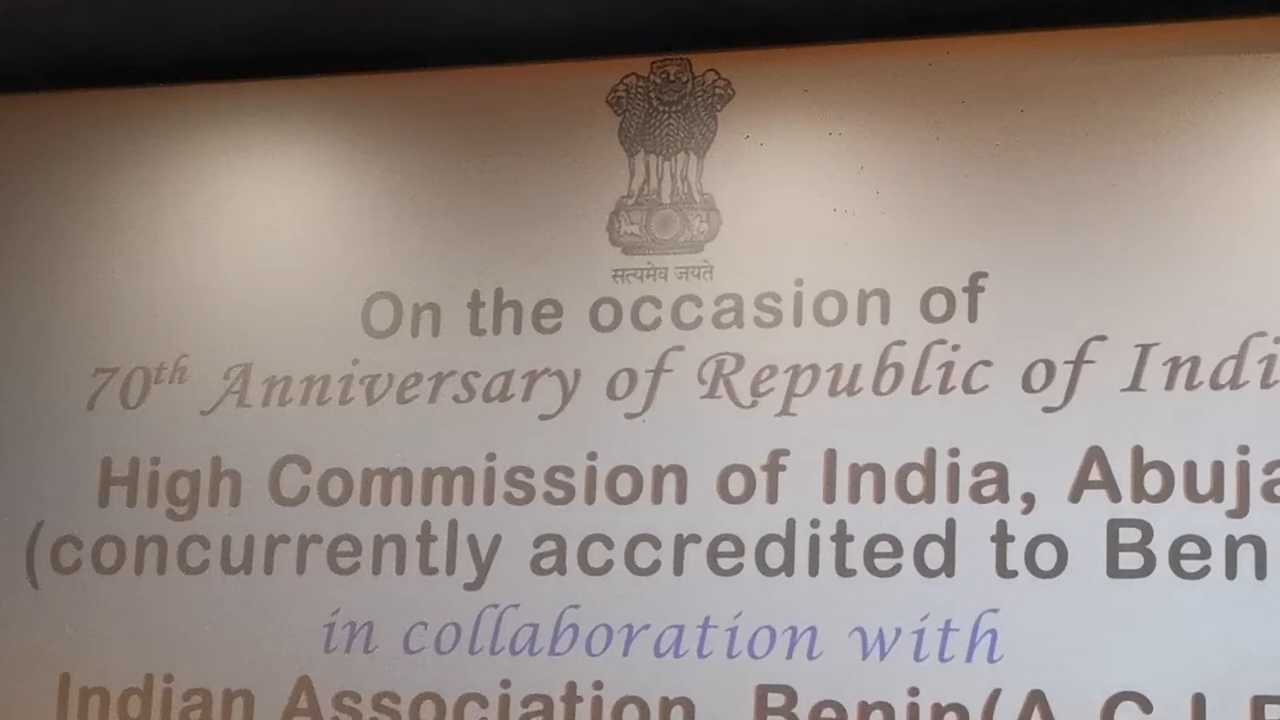 सत्यमेव जयते
On the occasion of
70th Anniversary of Republic of Indi
High Commission of India, Abuja
(concurrently accredited to Ben
in collaboration with
Indian Association, Benin(A.C.I.